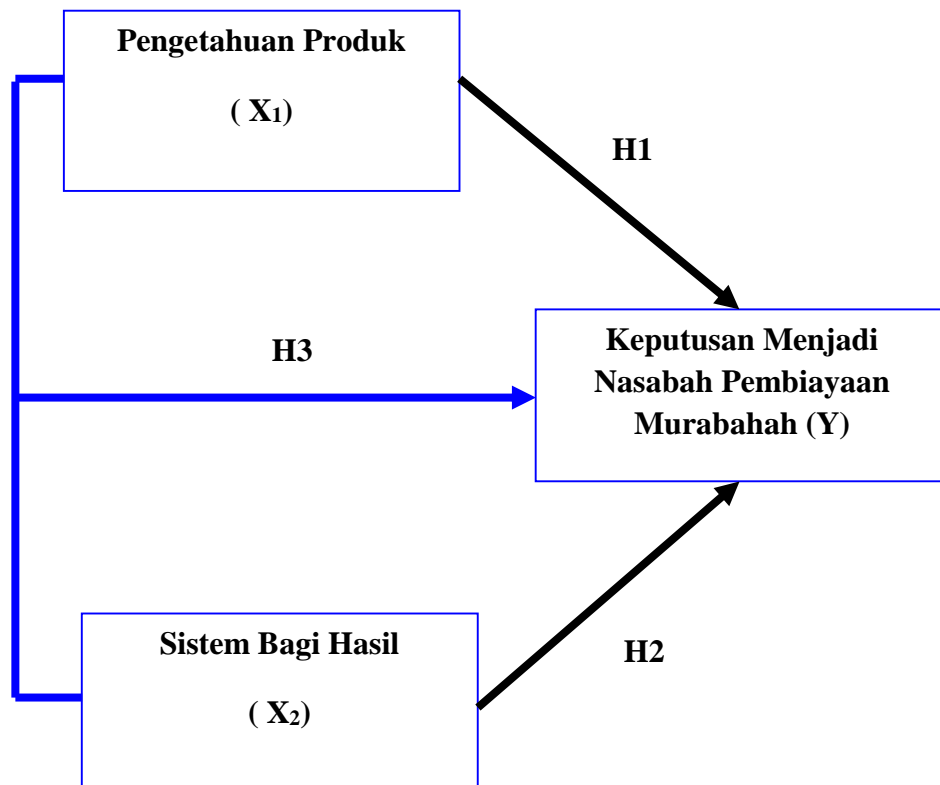 Pengetahuan Produk
( X1)
H1
H3
Keputusan Menjadi
Nasabah Pembiayaan
Murabahah (Y)
Sistem Bagi Hasil
( X2)
H2